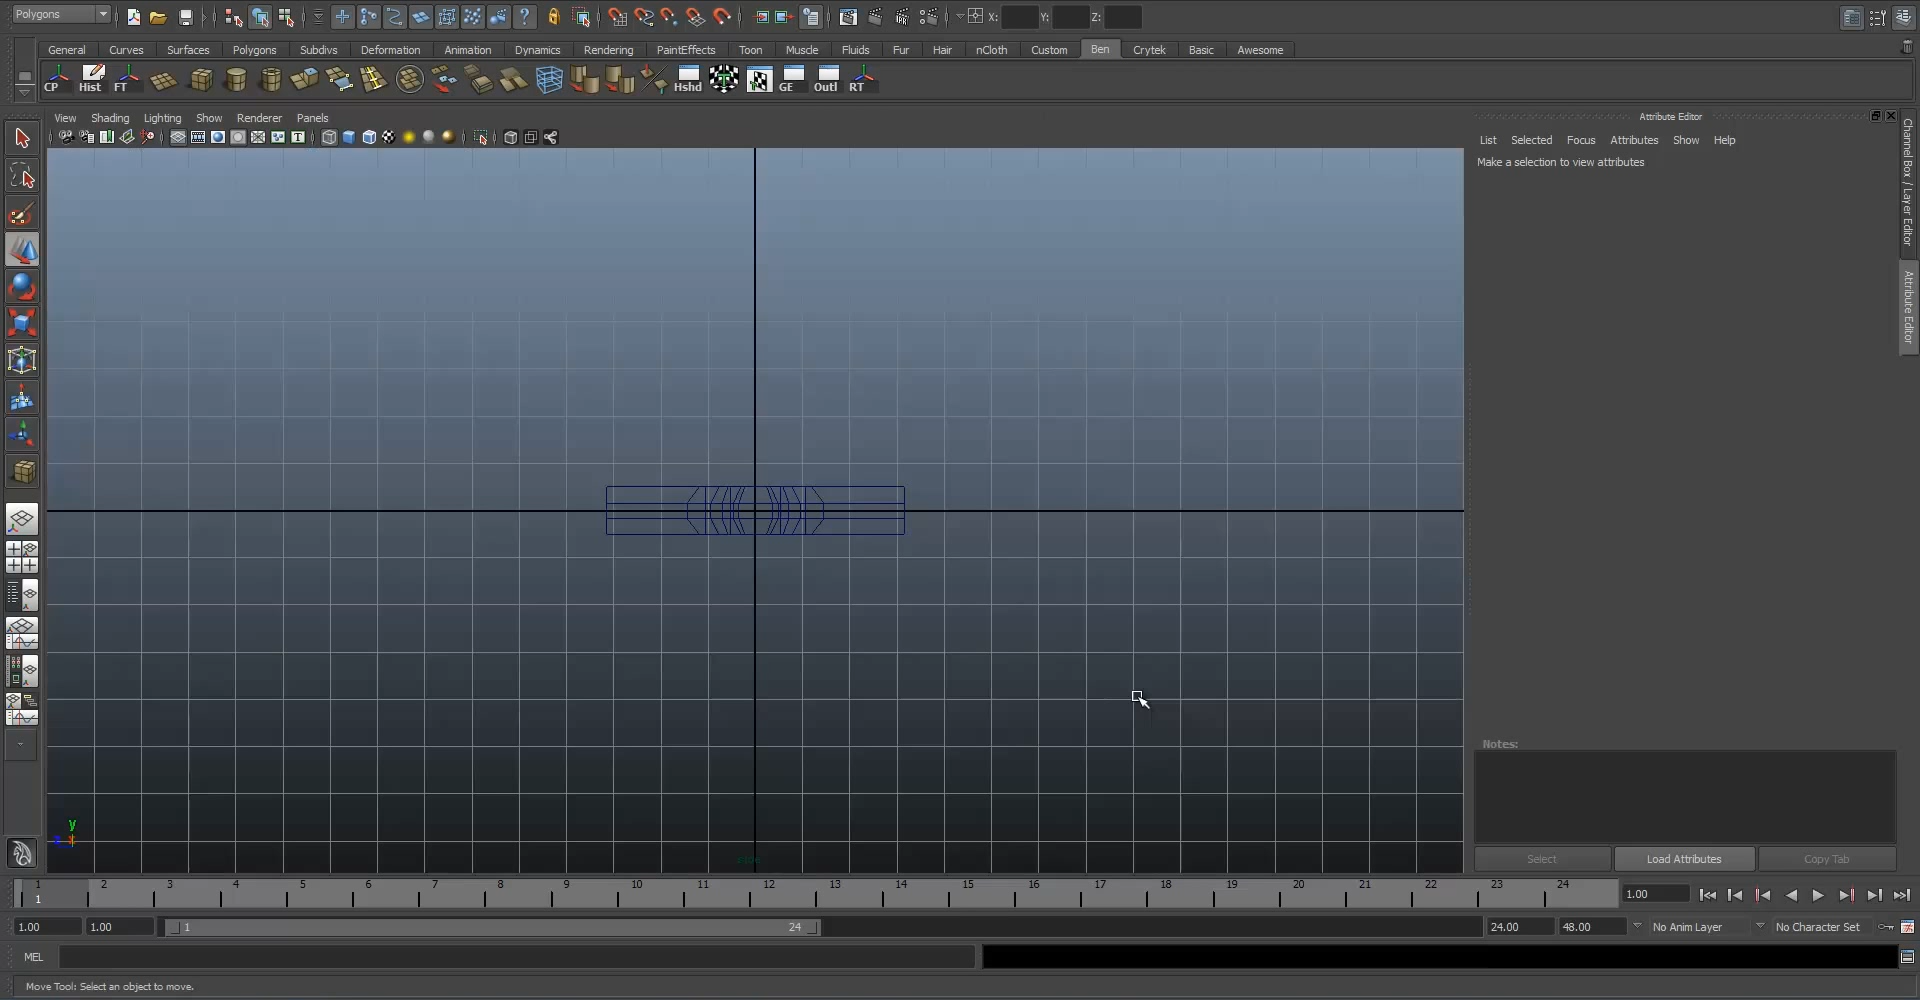 Polygons
X:
Y:
Z:
General Curves Surfaces Polygons Subdivs Deformation Animation Dynamics Rendering PaintEffects Toon Muscle Fluids Fur Hair nCloth Custom Ben Crytek Basic Awesome
CP Hist FT Hshd GE Outl RT
View Shading Lighting Show Renderer Panels
Attribute Editor
List Selected Focus Attributes Show Help
Make a selection to view attributes
Channel Box / Layer Editor
Attribute Editor
Notes:
Select Load Attributes Copy Tab
y
1 2 3 4 5 6 7 8 9 10 11 12 13 14 15 16 17 18 19 20 21 22 23 24
1
1.00
1.00 1.00 1 24 24.00 48.00 No Anim Layer No Character Set
MEL
Move Tool: Select an object to move.